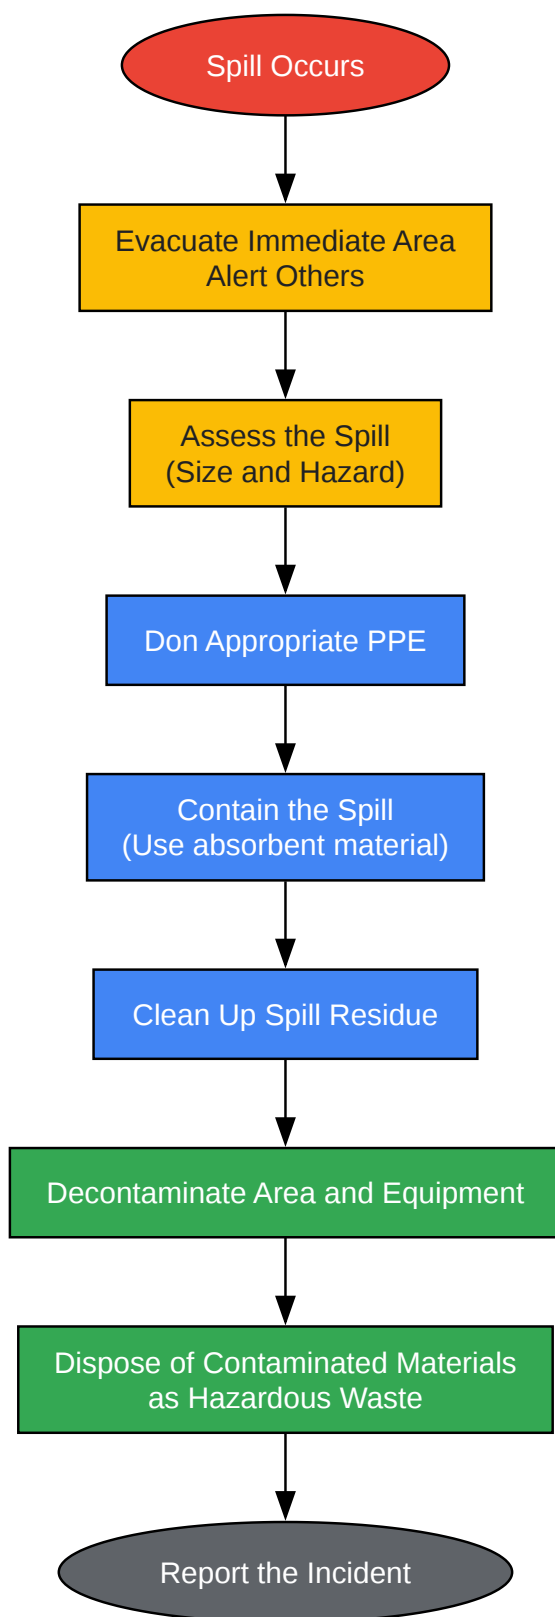 Spill Occurs
Evacuate Immediate Area
Alert Others
Assess the Spill
(Size and Hazard)
Don Appropriate PPE
Contain the Spill
(Use absorbent material)
Clean Up Spill Residue
Decontaminate Area and Equipment
Dispose of Contaminated Materials
as Hazardous Waste
Report the Incident